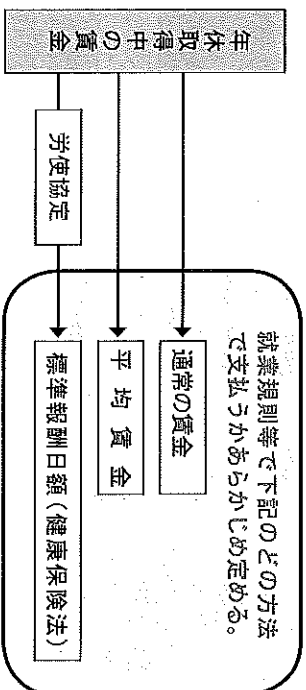 年休取得中の賃金
労使協定
就業規則等で下記のどの方法
で支払うかあらかじめ定める。
通常の賃金
平均賃金
標準報酬日額(健康保険法)